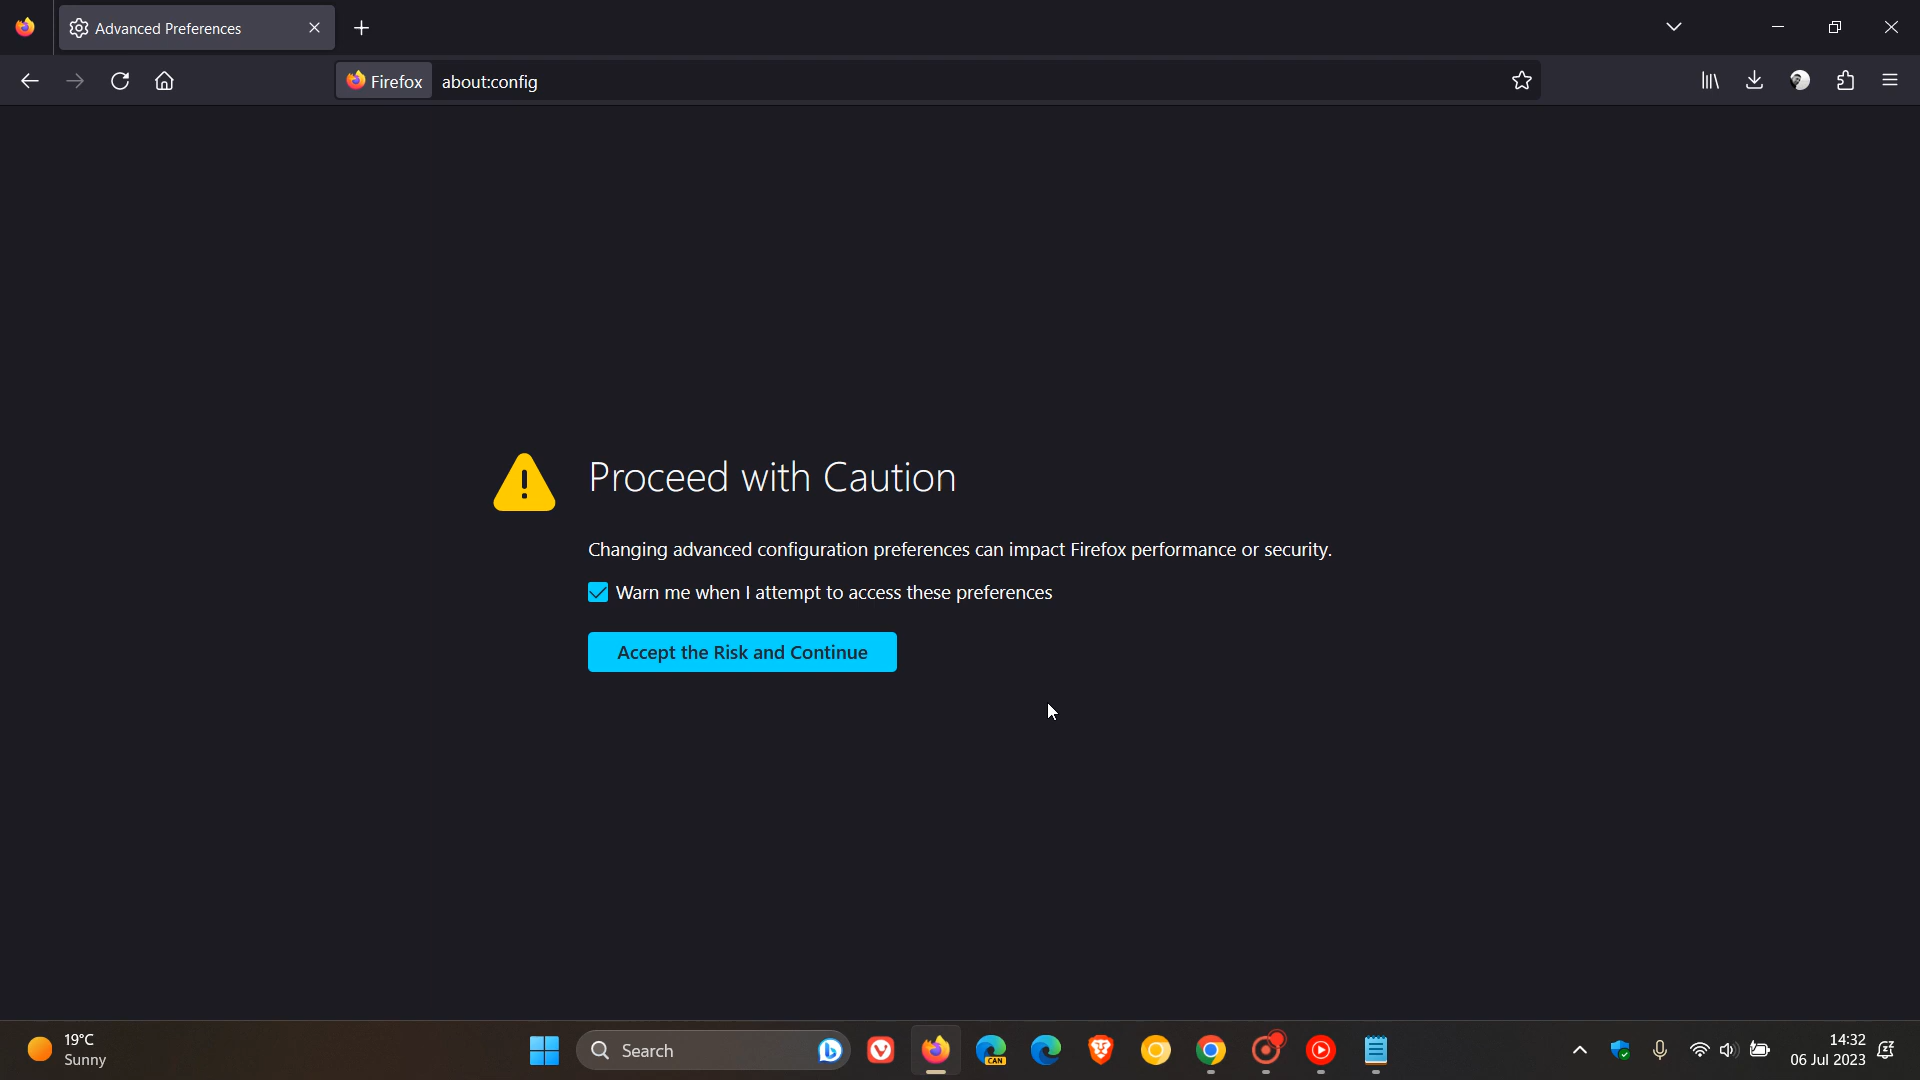 Advanced Preferences
Firefox about:config
Proceed with Caution
Changing advanced configuration preferences can impact Firefox performance or security.
Warn me when I attempt to access these preferences
Accept the Risk and Continue
19°C
Sunny
Search
CAN
14:32
06 Jul 2023